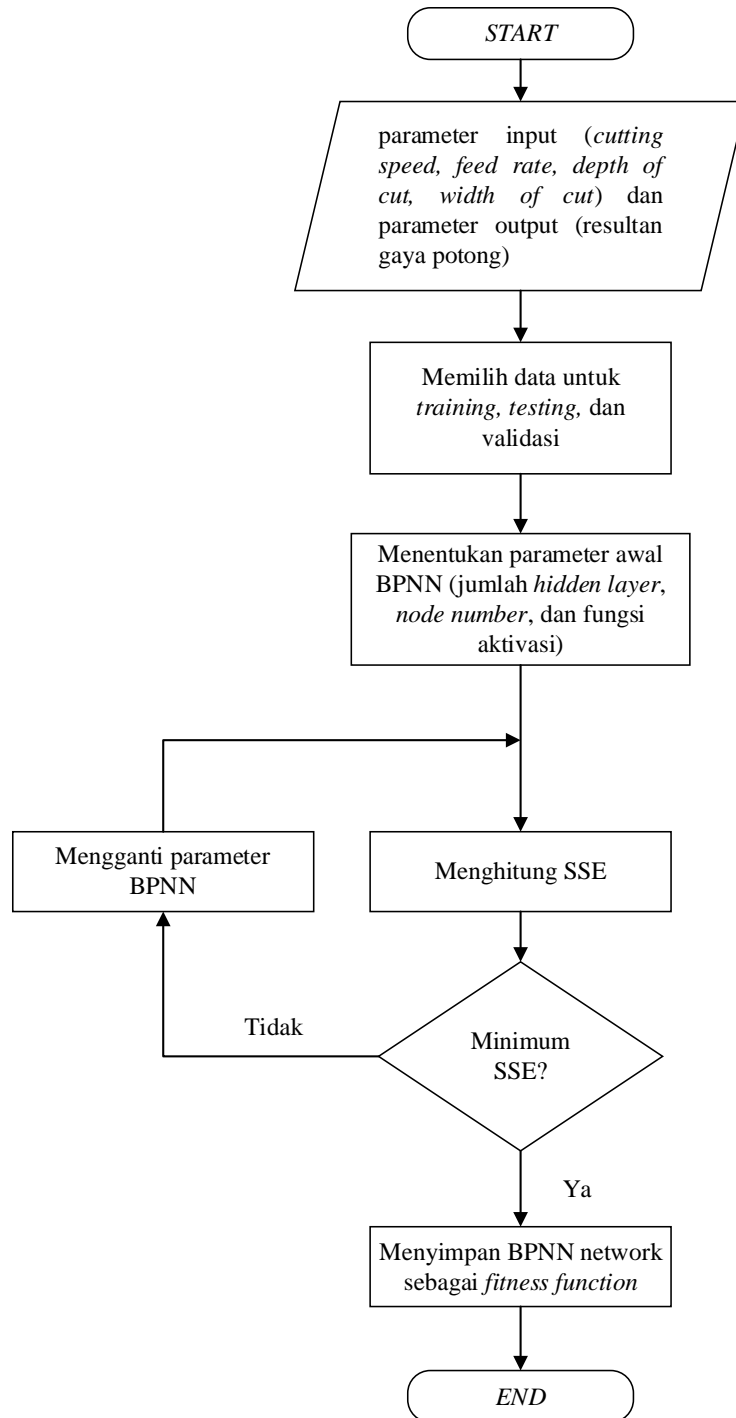 START
parameter input (cutting
speed, feed rate, depth of
cut, width of cut) dan
parameter output (resultan
gaya potong)
Memilih data untuk
training, testing, dan
validasi
Menentukan parameter awal
BPNN (jumlah hidden layer,
node number, dan fungsi
aktivasi)
Mengganti parameter
BPNN
Menghitung SSE
Tidak
Minimum
SSE?
Ya
Menyimpan BPNN network
sebagai fitness function
END